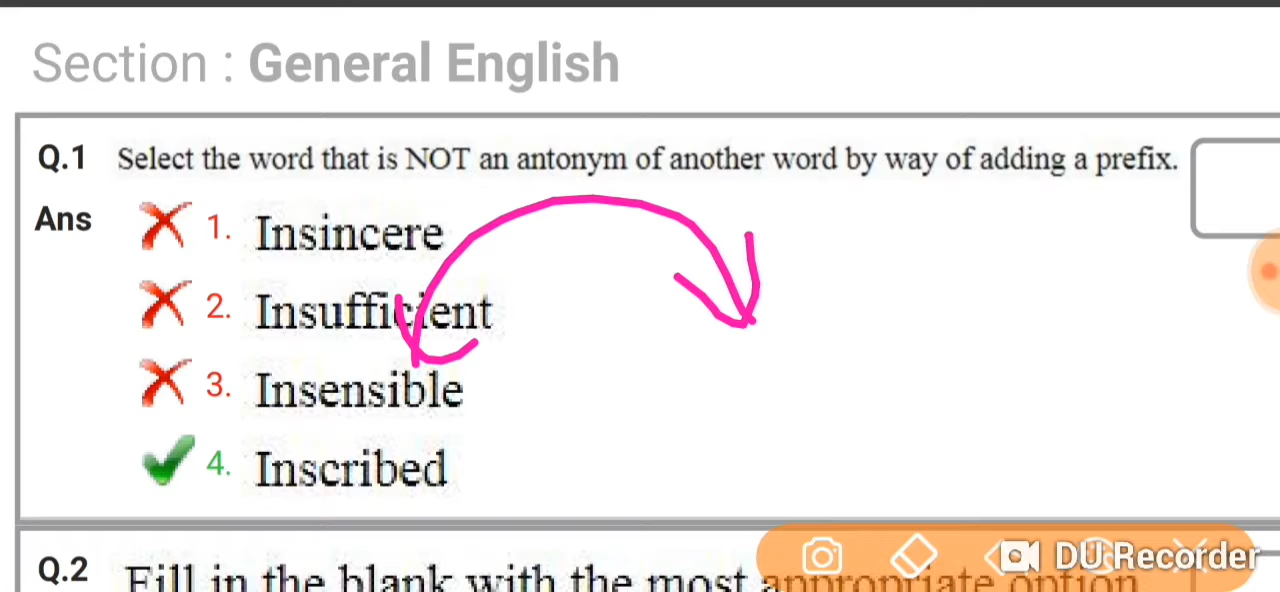 Section : General English
Q.1 Select the word that is NOT an antonym of another word by way of adding a prefix.
Ans 1. Insincere
2. Insufficient
3. Insensible
4. Inscribed
Q.2 Fill in the blank with the most appropriate option
DU Recorder